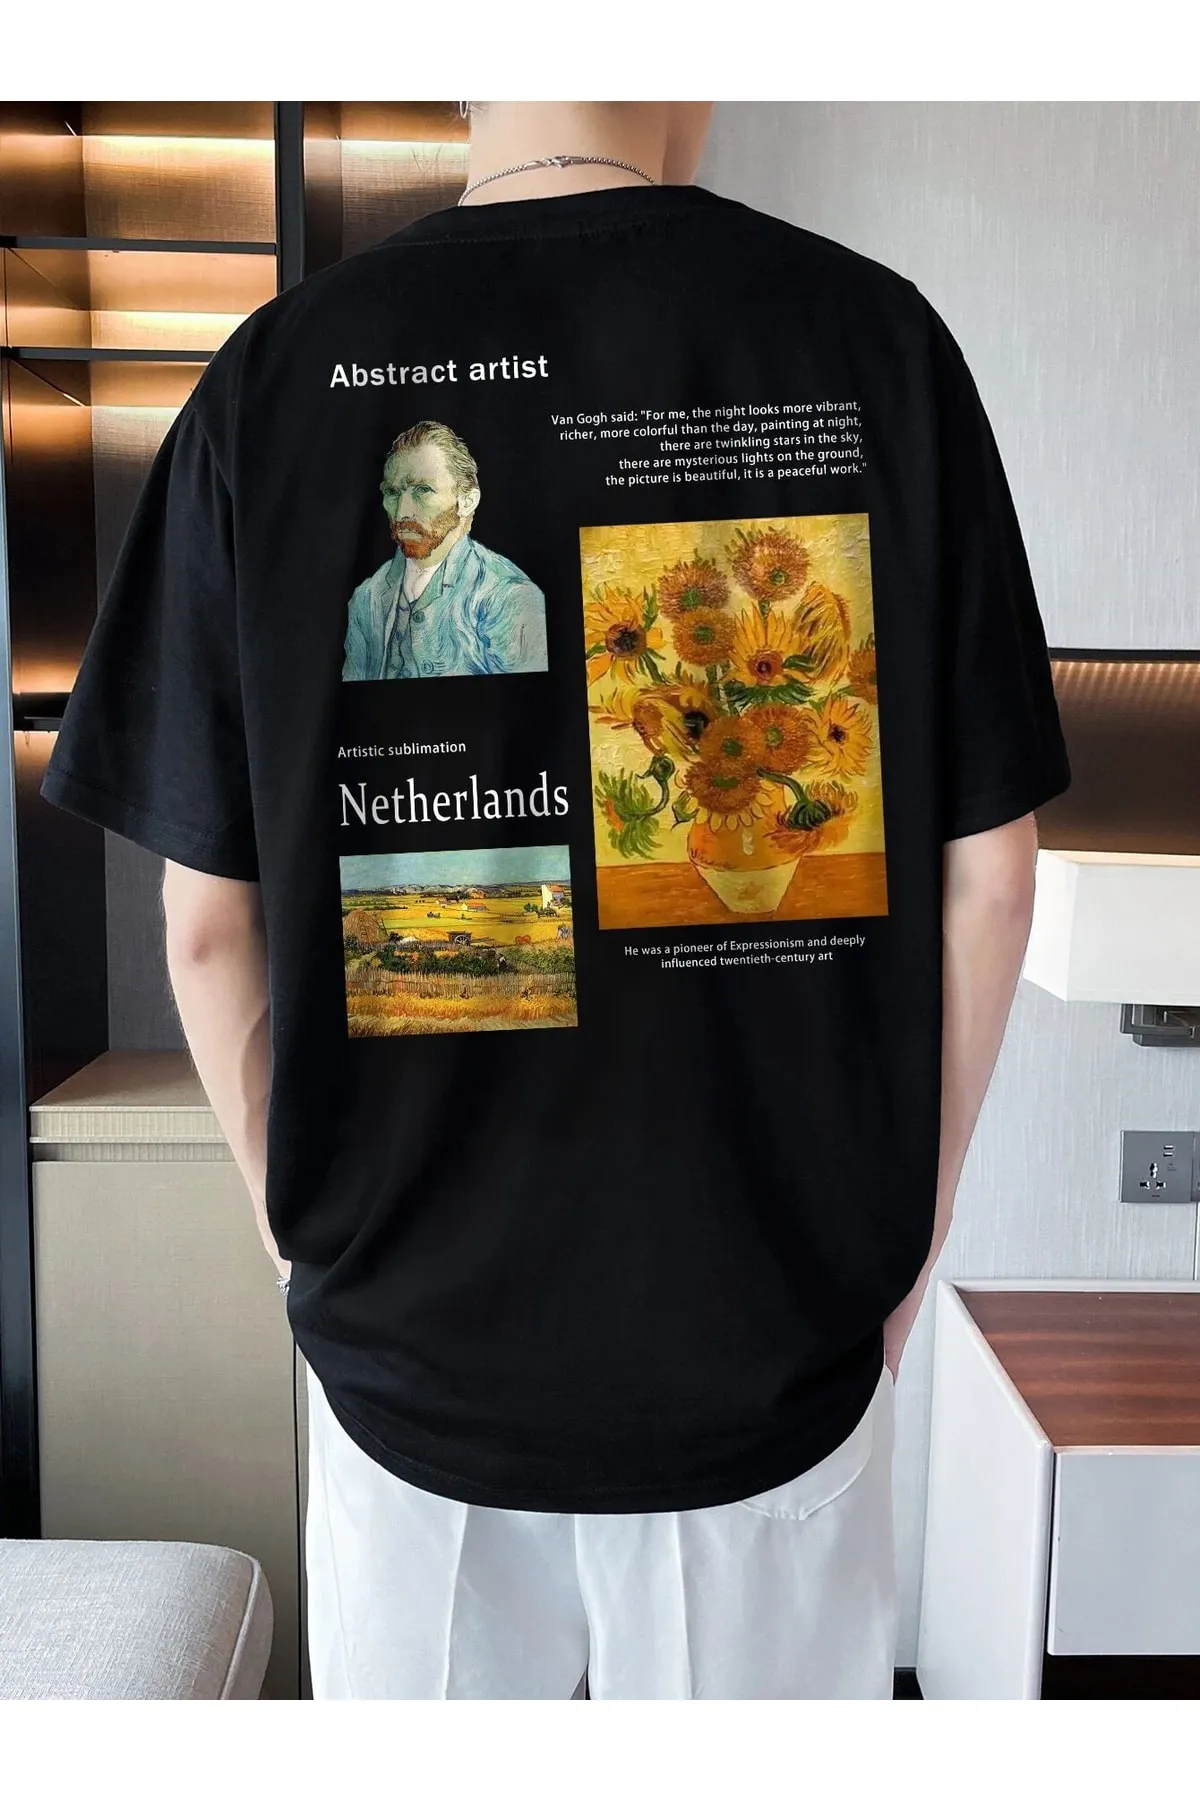 Abstract artist
Van Gogh said: "For me, the night looks more vibrant,
richer, more colorful than the day, painting at night,
there are twinkling stars in the sky,
there are mysterious lights on the ground,
the picture is beautiful, it is a peaceful work."
Artistic sublimation
Netherlands
He was a pioneer of Expressionism and deeply
influenced twentieth-century art